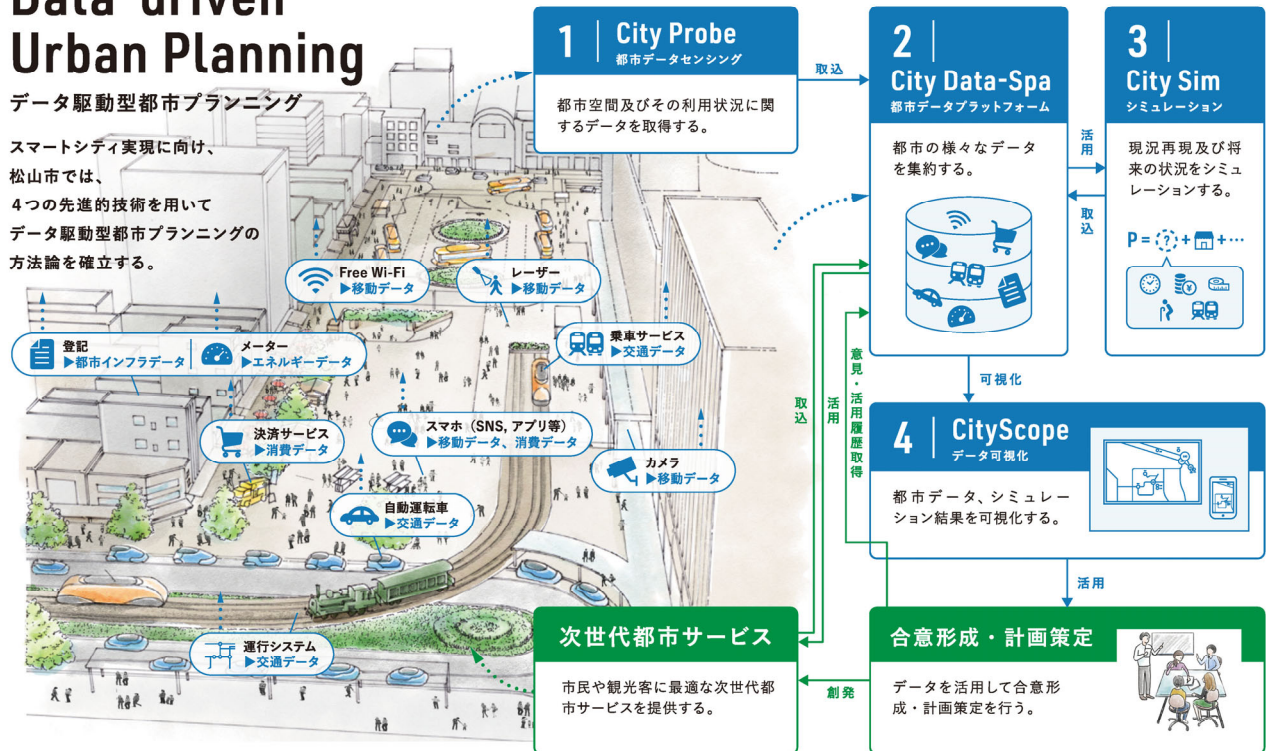 Data-driven
Urban Planning
データ駆動型都市プランニング
スマートシティ実現に向け、
松山市では、
4つの先進的技術を用いて
データ駆動型都市プランニングの
方法論を確立する。
1
City Probe
都市データセンシング
都市空間及びその利用状況に関
するデータを取得する。
取込
2
City Data-Spa
都市データプラットフォーム
都市の様々なデータ
を集約する。
活用
取込
3
City Sim
シミュレーション
現況再現及び将
来の状況をシミュ
レーションする。
P=(?)+ +…
¥
Free Wi-Fi
▶移動データ
レーザー
▶移動データ
登記
▶都市インフラデータ
メーター
▶エネルギーデータ
乗車サービス
▶交通データ
決済サービス
▶消費データ
スマホ（SNS, アプリ等）
▶移動データ、消費データ
カメラ
▶移動データ
自動運転車
▶交通データ
運行システム
▶交通データ
取込
活用
意見・活用履歴取得
可視化
4
CityScope
データ可視化
都市データ、シミュレー
ション結果を可視化する。
活用
次世代都市サービス
市民や観光客に最適な次世代都
市サービスを提供する。
創発
合意形成・計画策定
データを活用して合意形
成・計画策定を行う。